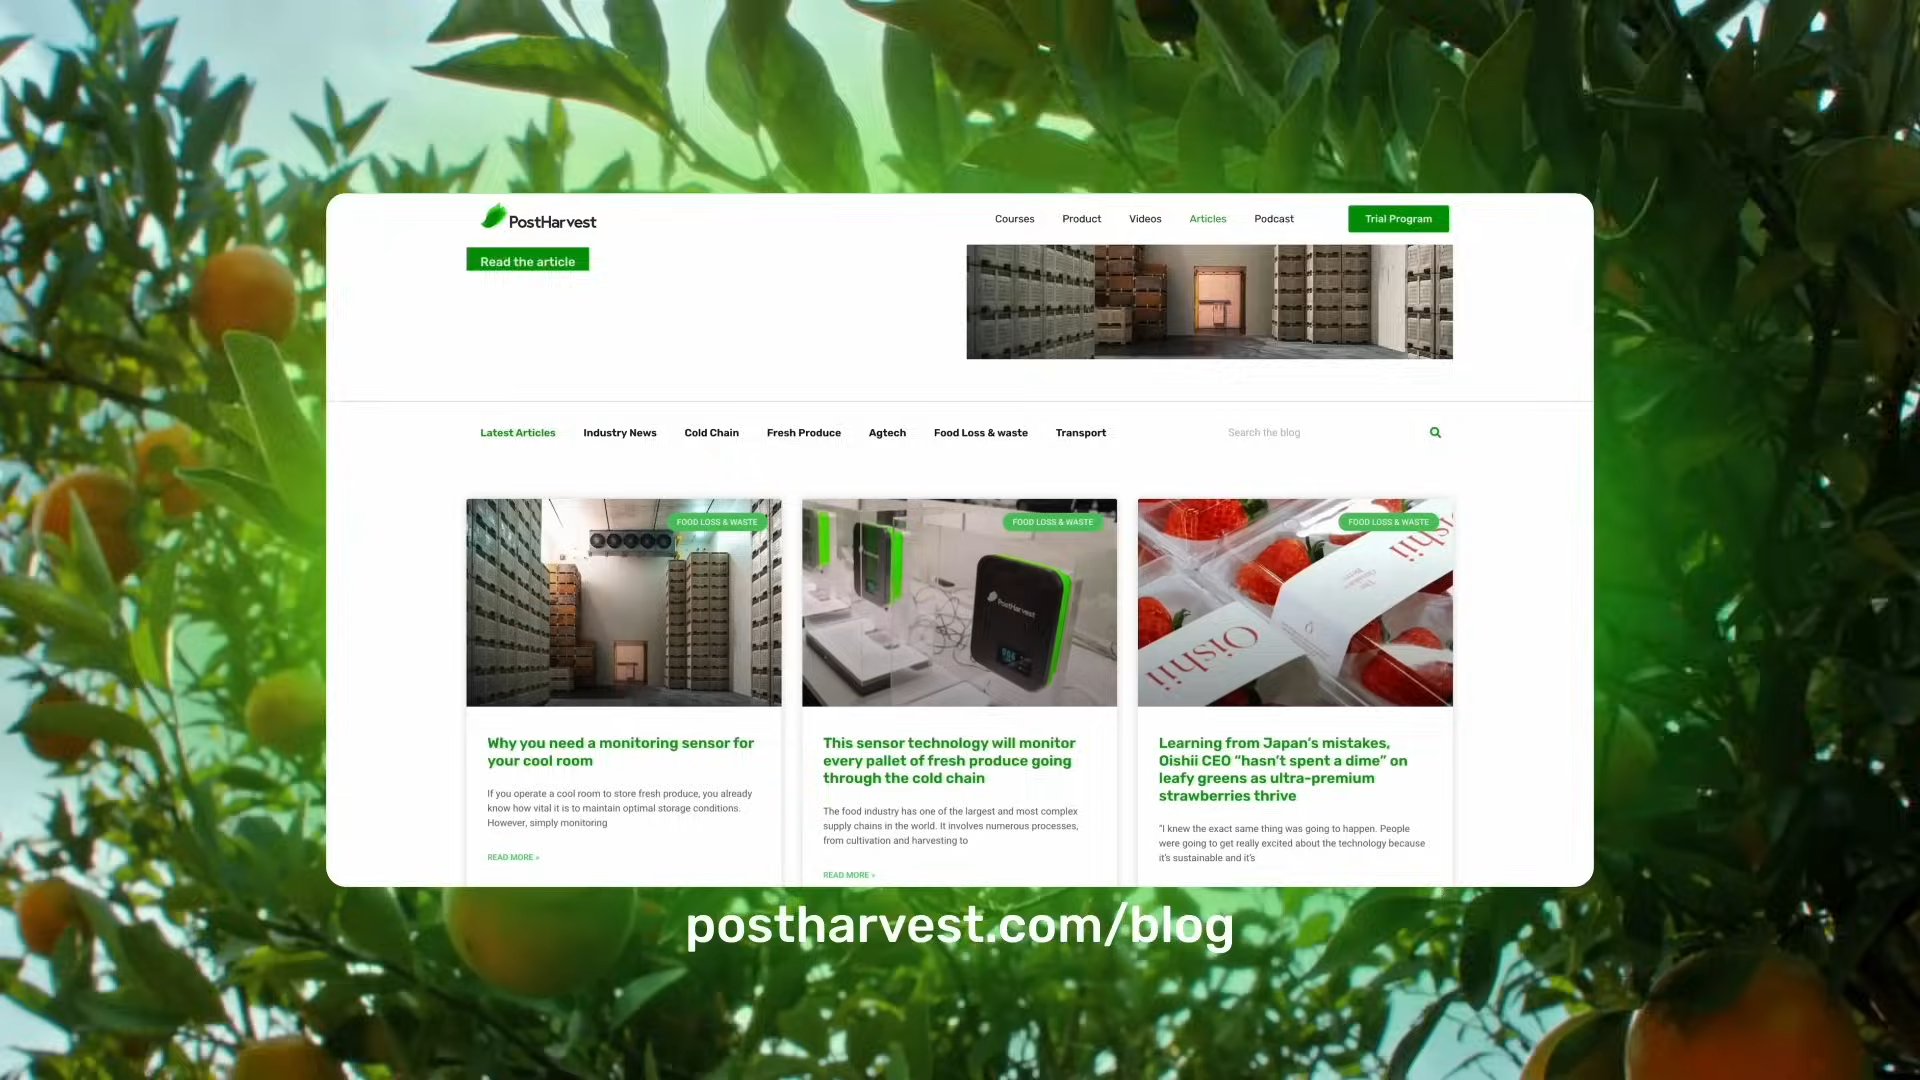 PostHarvest
Courses
Product
Videos
Articles
Podcast
Trial Program
Read the article
Latest Articles
Industry News
Cold Chain
Fresh Produce
Agtech
Food Loss & waste
Transport
Search the blog
FOOD LOSS & WASTE
Why you need a monitoring sensor for
your cool room
If you operate a cool room to store fresh produce, you already
know how vital it is to maintain optimal storage conditions.
However, simply monitoring
READ MORE »
FOOD LOSS & WASTE
PostHarvest
This sensor technology will monitor
every pallet of fresh produce going
through the cold chain
The food industry has one of the largest and most complex
supply chains in the world. It involves numerous processes,
from cultivation and harvesting to
READ MORE »
FOOD LOSS & WASTE
Oishii
Oishii
Learning from Japan's mistakes,
Oishii CEO “hasn't spent a dime” on
leafy greens as ultra-premium
strawberries thrive
"I knew the exact same thing was going to happen. People
were going to get really excited about the technology because
it's sustainable and it's
postharvest.com/blog